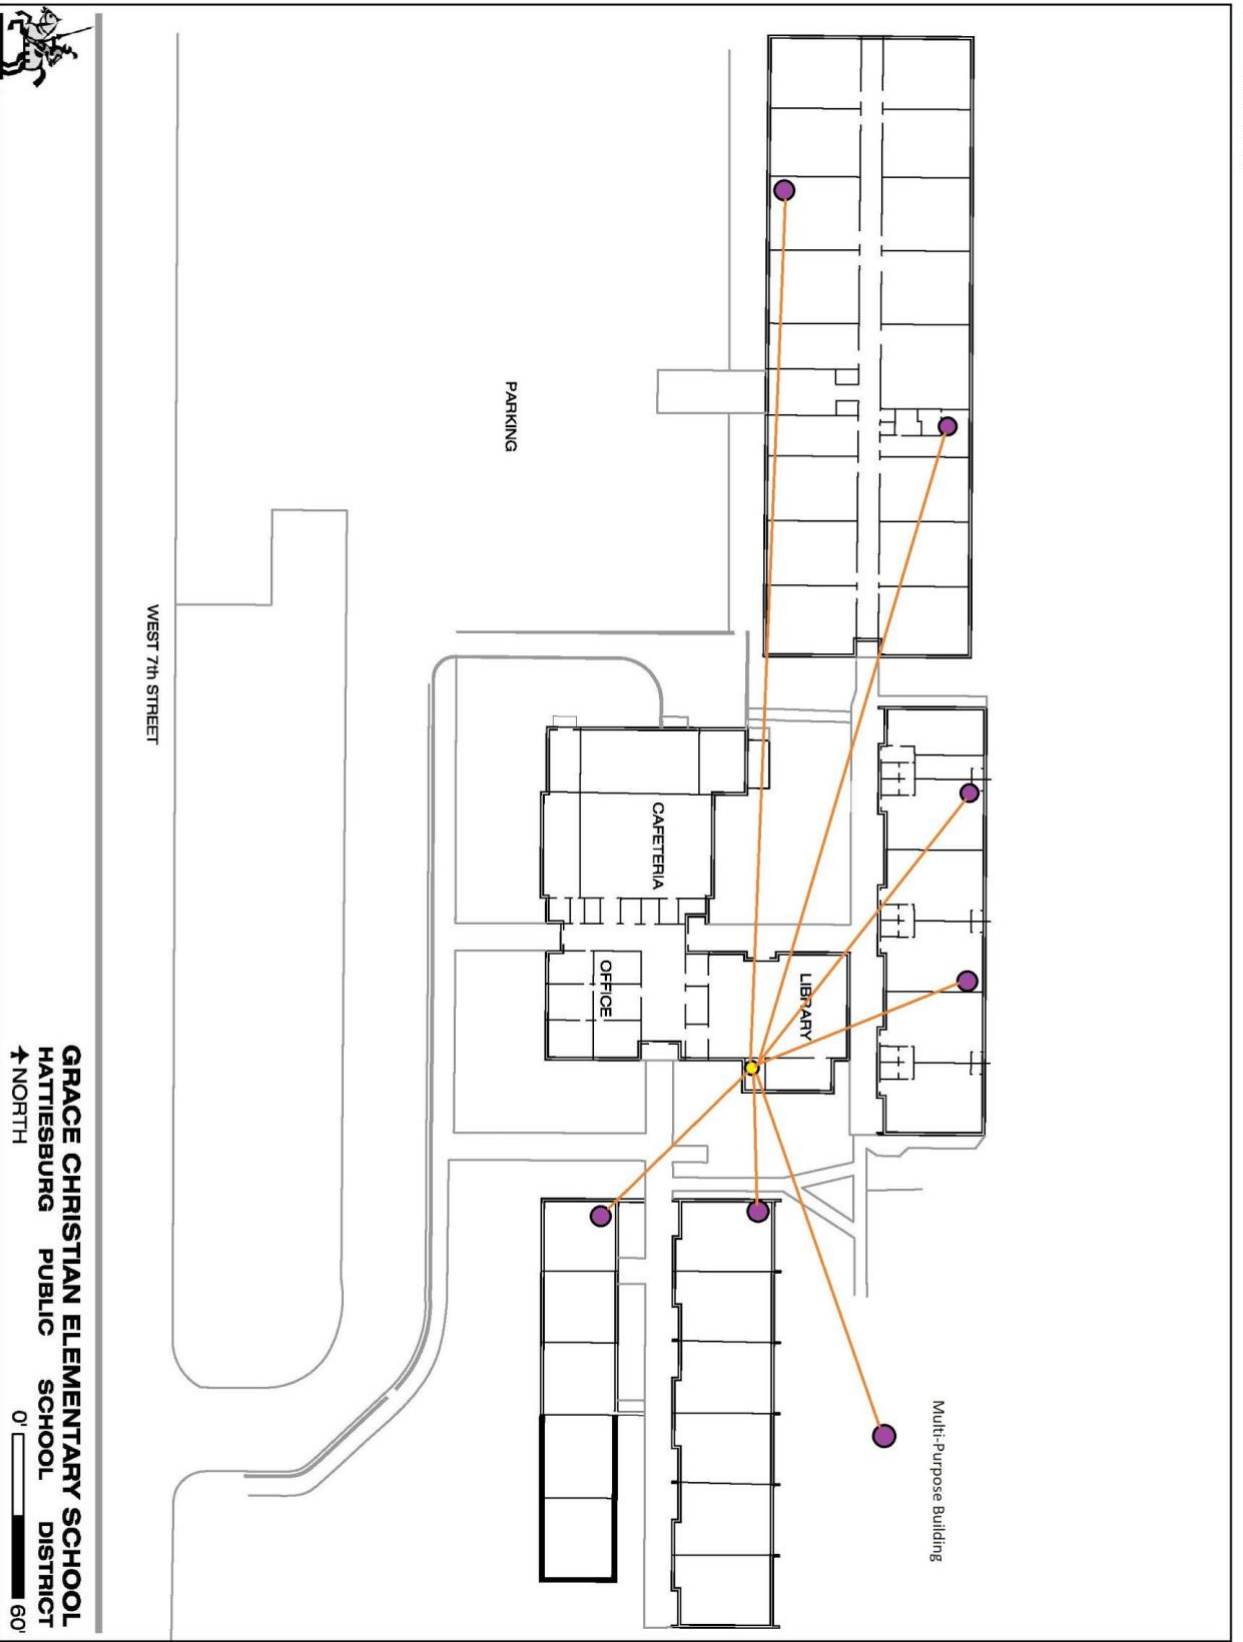 Multi-Purpose Building
LIBRARY
CAFETERIA
OFFICE
PARKING
WEST 7th STREET
GRACE CHRISTIAN ELEMENTARY SCHOOL
HATTIESBURG PUBLIC SCHOOL DISTRICT
NORTH 0' 60'